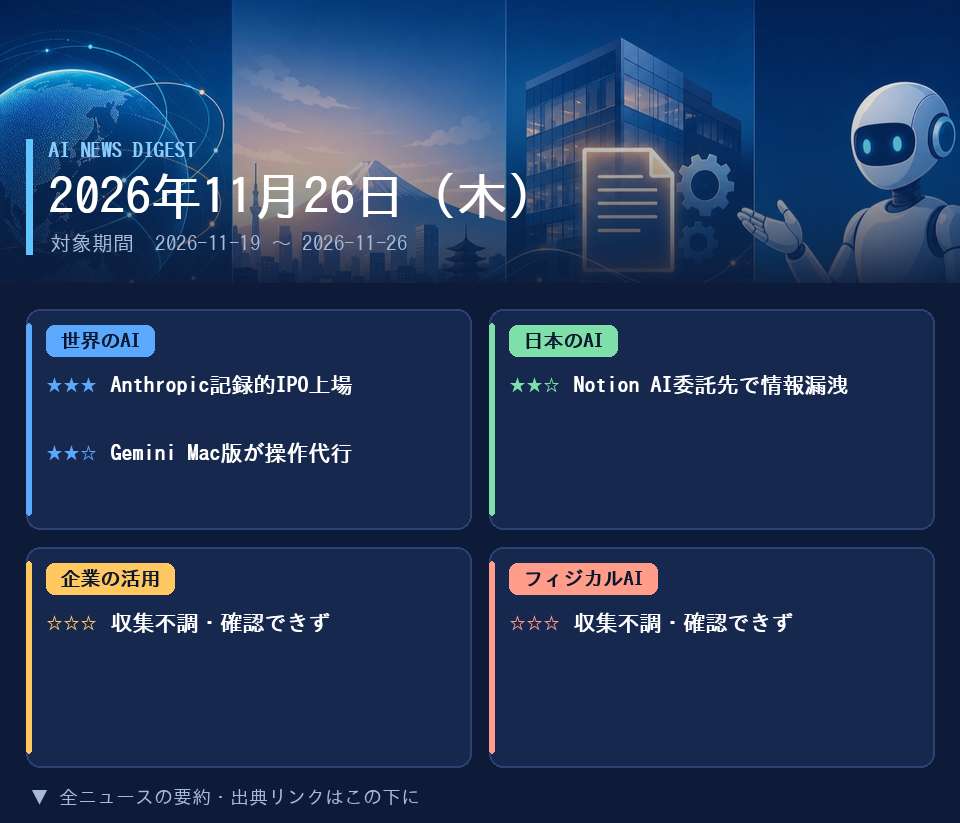 AI NEWS DIGEST
2026年11月26日（木）
対象期間　2026-11-19 〜 2026-11-26
世界のAI
★★★ Anthropic記録的IPO上場
★★☆ Gemini Mac版が操作代行
日本のAI
★★☆ Notion AI委託先で情報漏洩
企業の活用
☆☆☆ 収集不調・確認できず
フィジカルAI
☆☆☆ 収集不調・確認できず
▼ 全ニュースの要約・出典リンクはこの下に